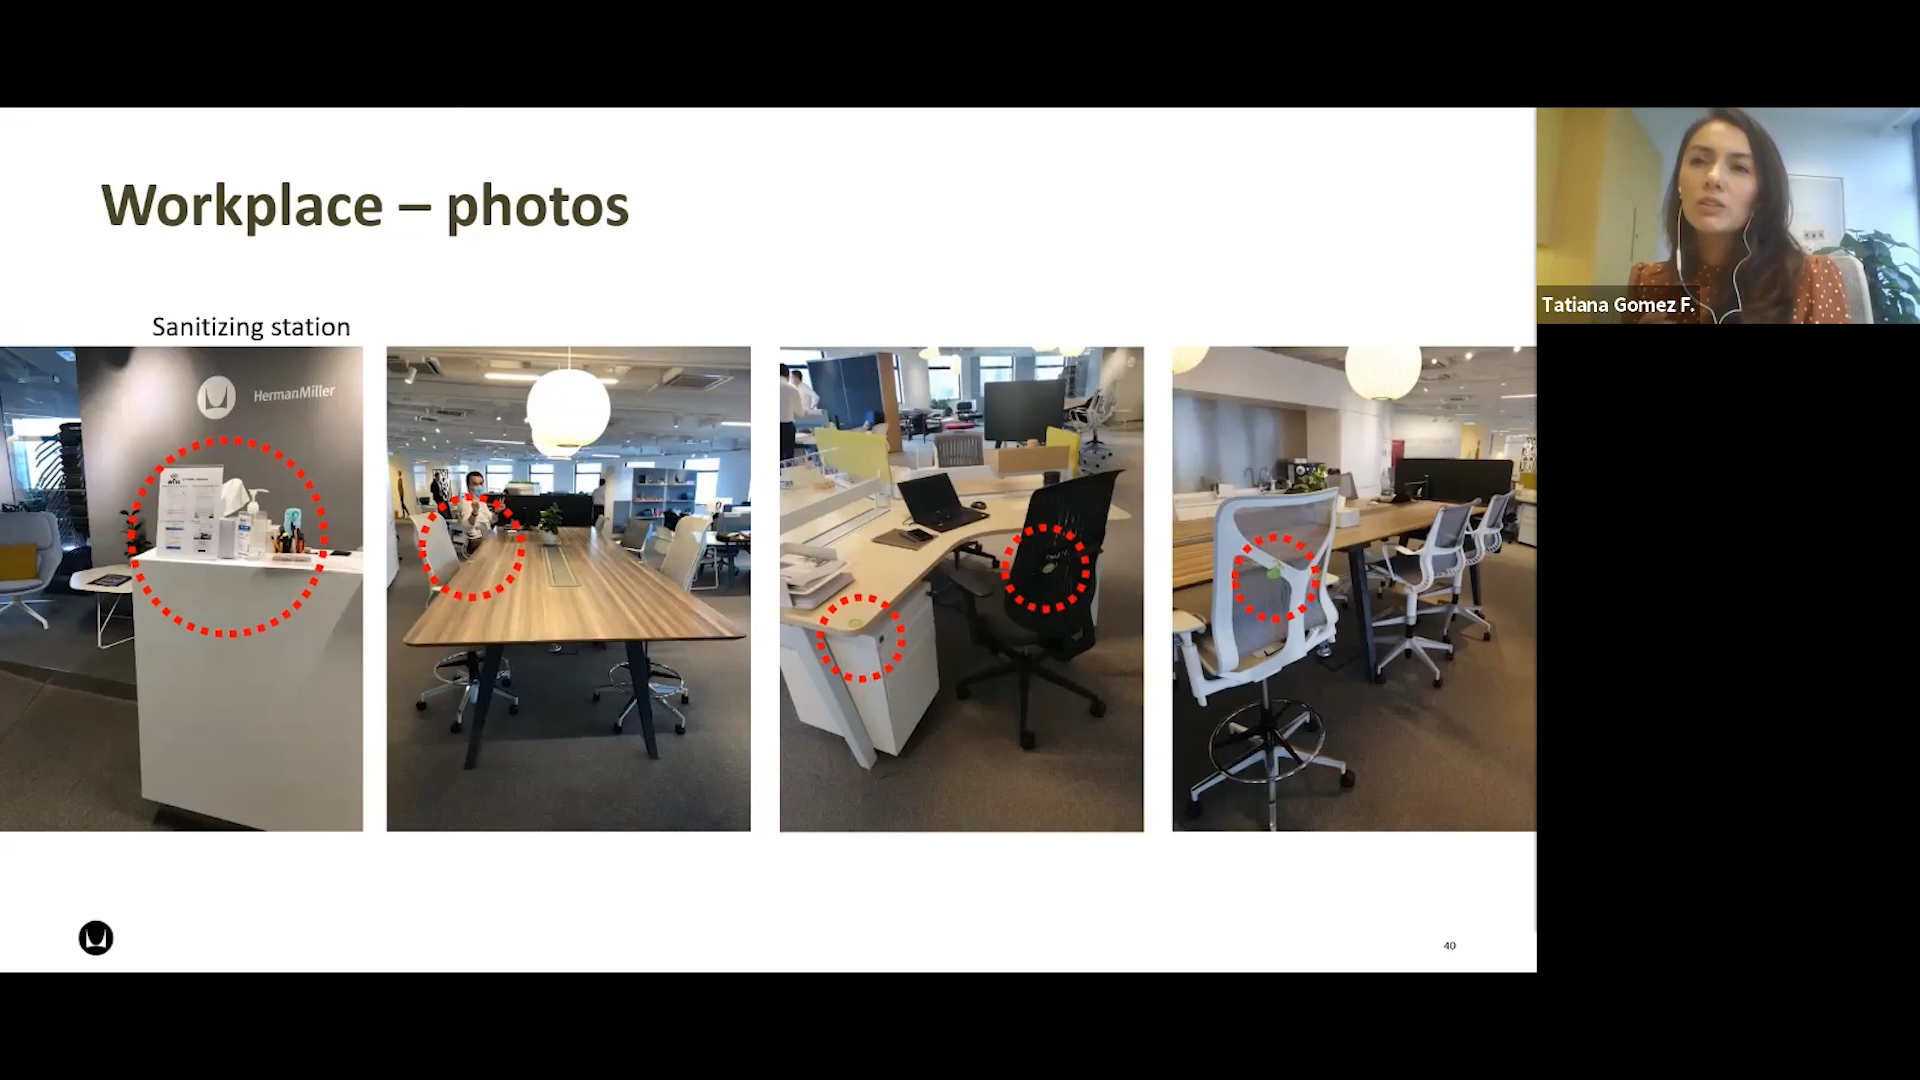 Workplace – photos
Tatiana Gomez F.
Sanitizing station
HermanMiller
40